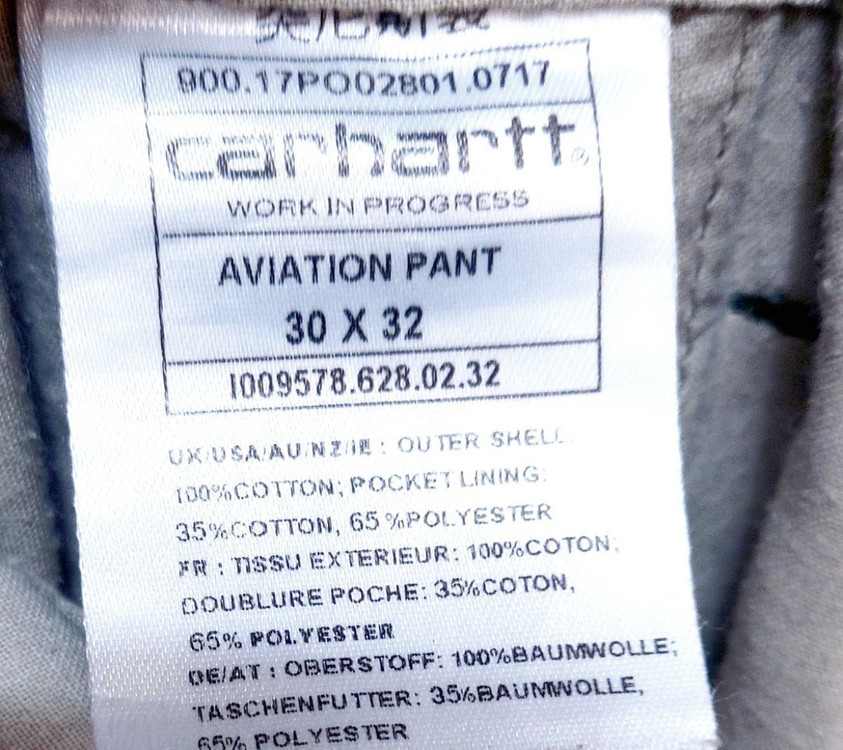 900.17PO02801.0717
carhartt®
WORK IN PROGRESS
AVIATION PANT
30 X 32
I009578.628.02.32
UK/USA/AU/NZ/IE : OUTER SHELL:
100%COTTON; POCKET LINING:
35%COTTON, 65%POLYESTER
FR : TISSU EXTERIEUR: 100%COTON;
DOUBLURE POCHE: 35%COTON,
65% POLYESTER
DE/AT : OBERSTOFF: 100%BAUMWOLLE;
TASCHENFUTTER: 35%BAUMWOLLE,
65% POLYESTER